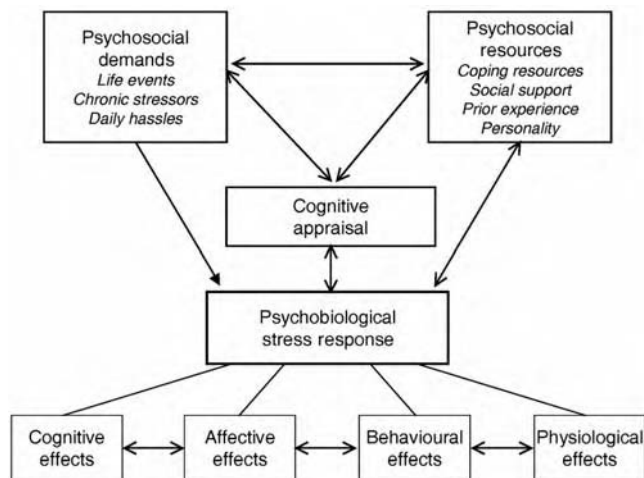 Psychosocial
demands
Life events
Chronic stressors
Daily hassles
Psychosocial
resources
Coping resources
Social support
Prior experience
Personality
Cognitive
appraisal
Psychobiological
stress response
Cognitive
effects
Affective
effects
Behavioural
effects
Physiological
effects